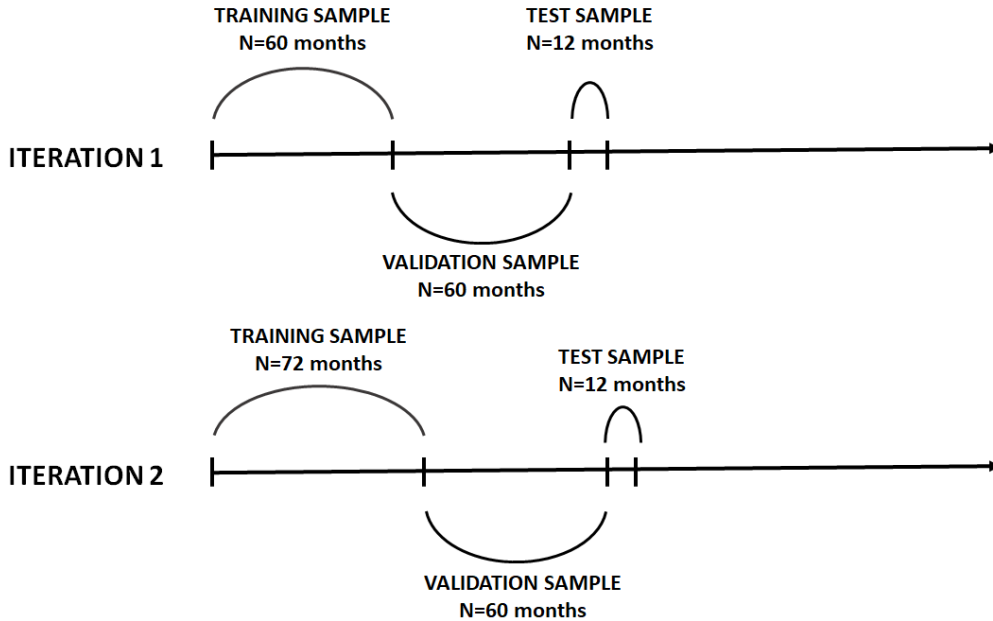 TRAINING SAMPLE
N=60 months
TEST SAMPLE
N=12 months
ITERATION 1
VALIDATION SAMPLE
N=60 months
TRAINING SAMPLE
N=72 months
TEST SAMPLE
N=12 months
ITERATION 2
VALIDATION SAMPLE
N=60 months